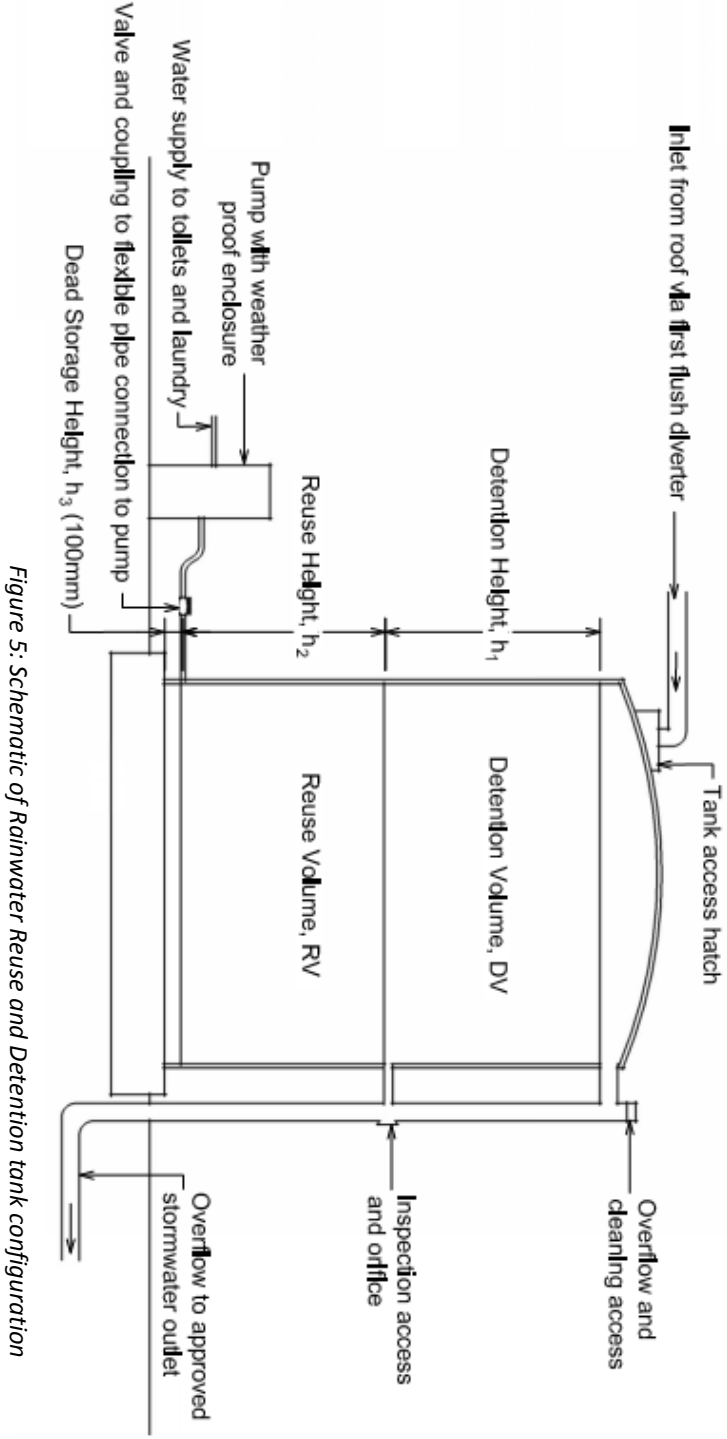 Inlet from roof via first flush diverter
Tank access hatch
Overflow and
cleaning access
Detention Height, h₁
Detention Volume, DV
Pump with weather
proof enclosure
Reuse Height, h₂
Reuse Volume, RV
Inspection access
and orifice
Water supply to toilets and laundry
Valve and coupling to flexible pipe connection to pump
Dead Storage Height, h₃ (100mm)
Overflow to approved
stormwater outlet
Figure 5: Schematic of Rainwater Reuse and Detention tank configuration